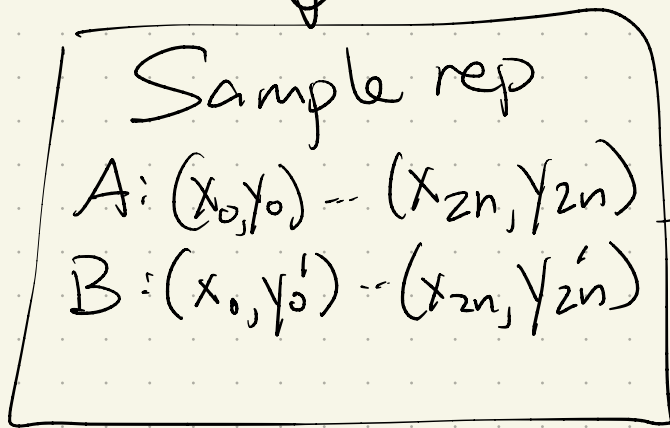 Sample rep
A: (x₀,y₀) --- (x₂ₙ, y₂ₙ)
B: (x₀, y₀') --- (x₂ₙ, y₂ₙ')